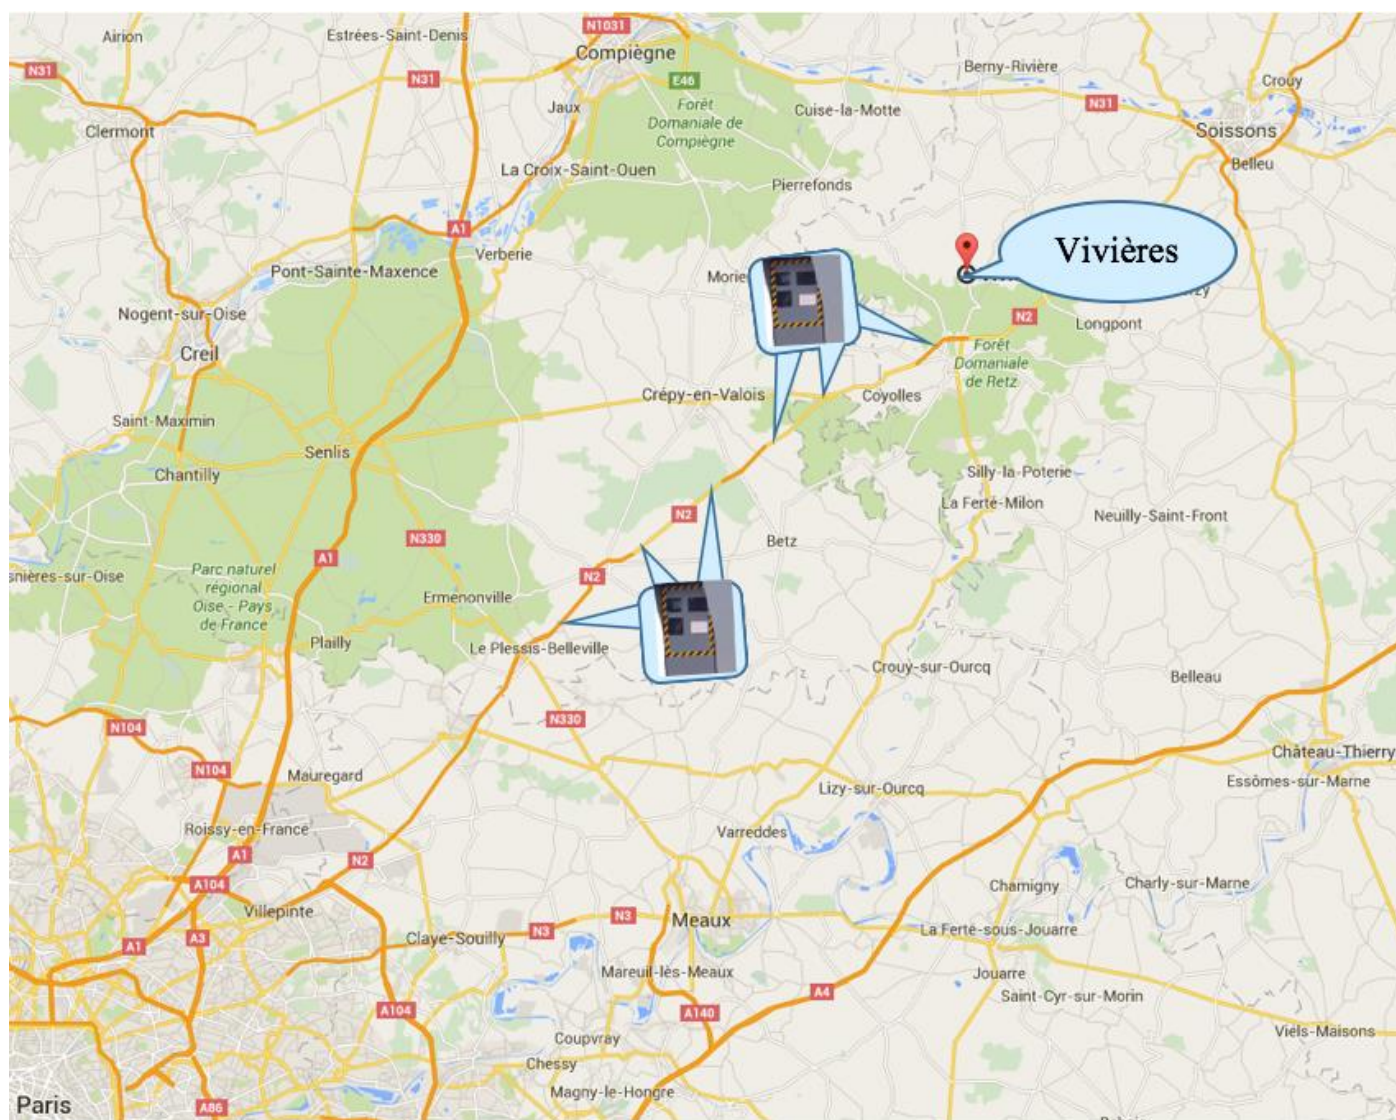 Airion
Estrées-Saint-Denis
N1031
Compiègne
Berny-Rivière
N31
N31
E46
Crouy
Jaux
Forêt
Domaniale de
Compiègne
Cuise-la-Motte
N31
Clermont
Soissons
La Croix-Saint-Ouen
Belleu
Pierrefonds
A1
Verberie
Vivières
Pont-Sainte-Maxence
Morie
Nogent-sur-Oise
N2
Longpont
Creil
Forêt
Domaniale
de Retz
Crépy-en-Valois
Coyolles
Saint-Maximin
Senlis
Chantilly
Silly-la-Poterie
La Ferté-Milon
N2
Neuilly-Saint-Front
N330
Betz
A1
Parc naturel
régional
Oise - Pays
de France
snières-sur-Oise
N2
Ermenonville
Plailly
Le Plessis-Belleville
Crouy-sur-Ourcq
Belleau
N104
N330
Château-Thierry
N104
Mauregard
Lizy-sur-Ourcq
Essômes-sur-Marne
Roissy-en-France
Varreddes
A1
N2
A104
Chamigny
Charly-sur-Marne
Villepinte
N3
Meaux
A1
A3
Claye-Souilly
N3
La Ferté-sous-Jouarre
Mareuil-lès-Meaux
Jouarre
A4
Saint-Cyr-sur-Morin
A104
A140
Coupvray
Viels-Maisons
Chessy
Magny-le-Hongre
Paris
A86